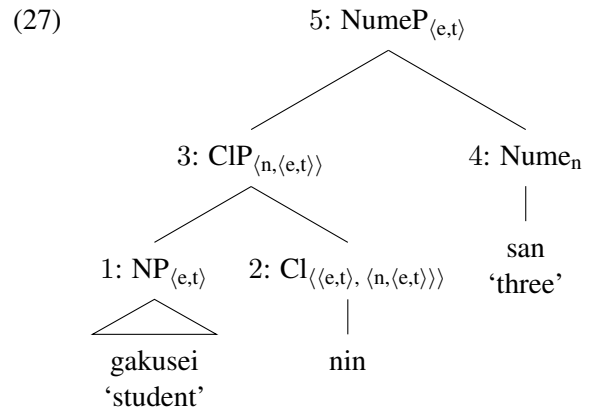 (27) 5: NumeP⟨e,t⟩
3: ClP⟨n,⟨e,t⟩⟩ 4: Numeₙ
1: NP⟨e,t⟩ 2: Cl⟨⟨e,t⟩, ⟨n,⟨e,t⟩⟩⟩ san
‘three’
gakusei nin
‘student’